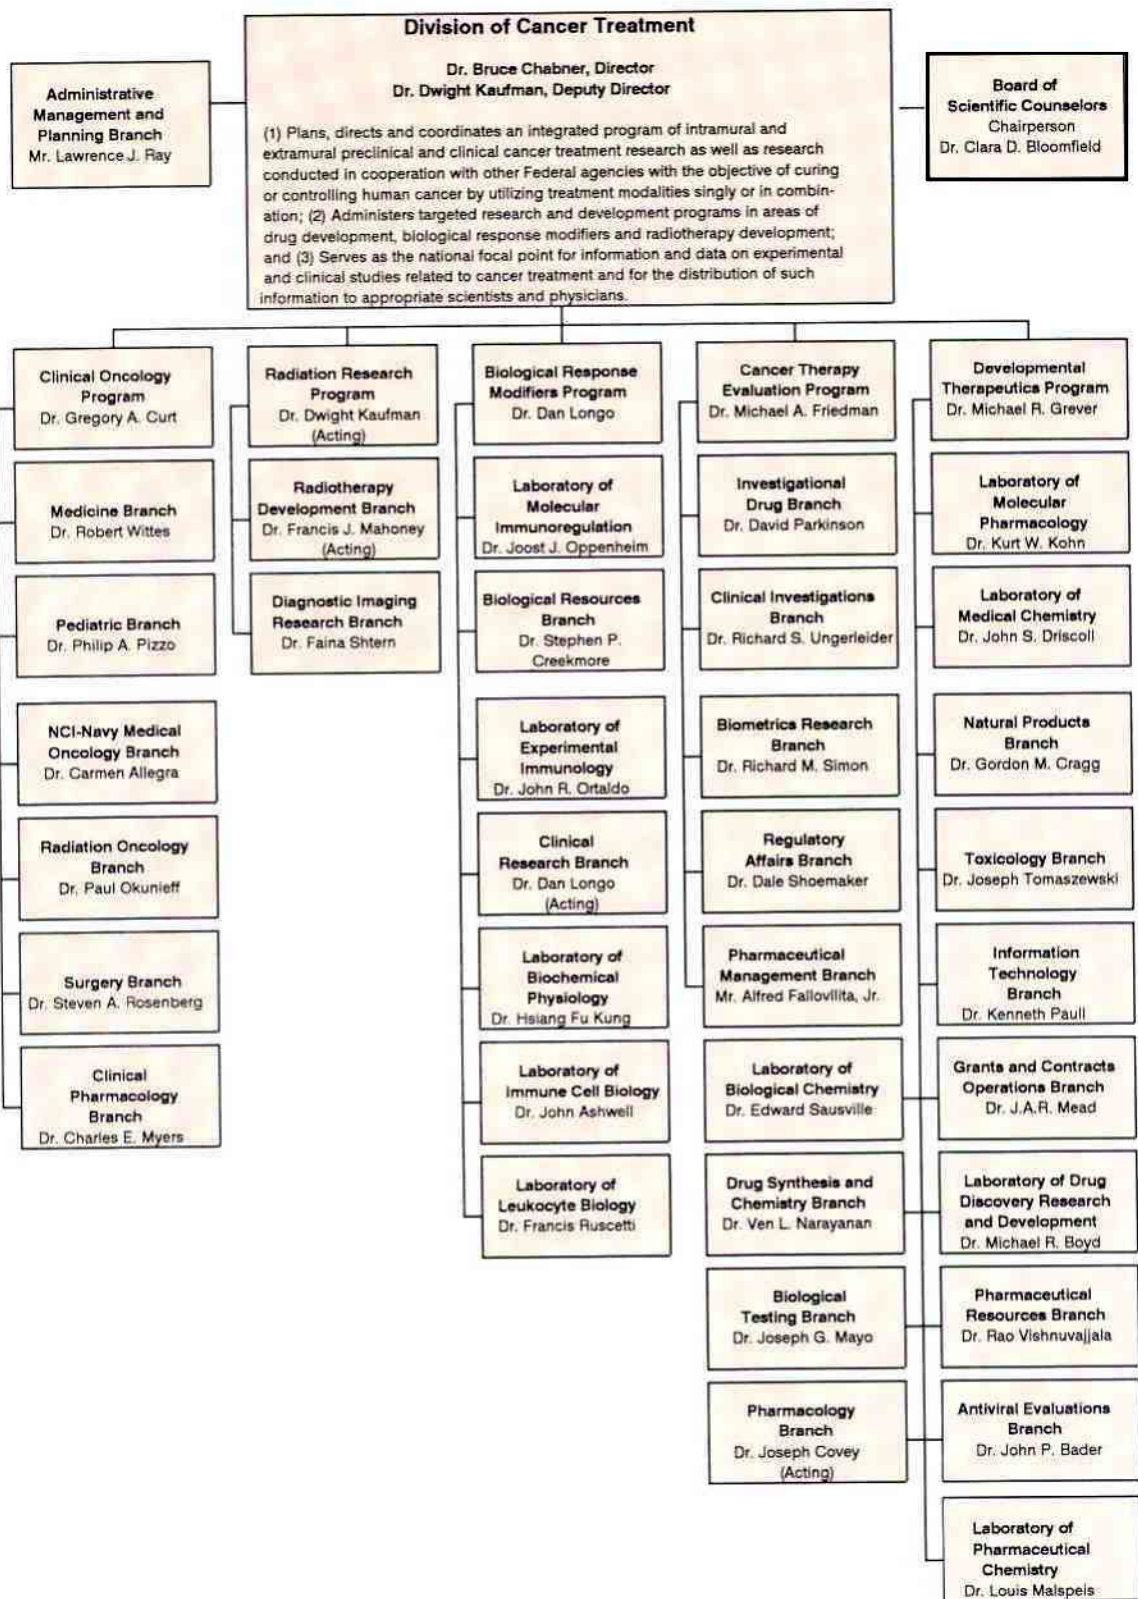 Division of Cancer Treatment
Dr. Bruce Chabner, Director
Dr. Dwight Kaufman, Deputy Director
(1) Plans, directs and coordinates an integrated program of intramural and
extramural preclinical and clinical cancer treatment research as well as research
conducted in cooperation with other Federal agencies with the objective of curing
or controlling human cancer by utilizing treatment modalities singly or in combin-
ation; (2) Administers targeted research and development programs in areas of
drug development, biological response modifiers and radiotherapy development;
and (3) Serves as the national focal point for information and data on experimental
and clinical studies related to cancer treatment and for the distribution of such
information to appropriate scientists and physicians.
Administrative
Management and
Planning Branch
Mr. Lawrence J. Ray
Board of
Scientific Counselors
Chairperson
Dr. Clara D. Bloomfield
Clinical Oncology
Program
Dr. Gregory A. Curt
Medicine Branch
Dr. Robert Wittes
Pediatric Branch
Dr. Philip A. Pizzo
NCI-Navy Medical
Oncology Branch
Dr. Carmen Allegra
Radiation Oncology
Branch
Dr. Paul Okunieff
Surgery Branch
Dr. Steven A. Rosenberg
Clinical
Pharmacology
Branch
Dr. Charles E. Myers
Radiation Research
Program
Dr. Dwight Kaufman
(Acting)
Radiotherapy
Development Branch
Dr. Francis J. Mahoney
(Acting)
Diagnostic Imaging
Research Branch
Dr. Faina Shtern
Biological Response
Modifiers Program
Dr. Dan Longo
Laboratory of
Molecular
Immunoregulation
Dr. Joost J. Oppenheim
Biological Resources
Branch
Dr. Stephen P.
Creekmore
Laboratory of
Experimental
Immunology
Dr. John R. Ortaldo
Clinical
Research Branch
Dr. Dan Longo
(Acting)
Laboratory of
Biochemical
Physiology
Dr. Hsiang Fu Kung
Laboratory of
Immune Cell Biology
Dr. John Ashwell
Laboratory of
Leukocyte Biology
Dr. Francis Ruscetti
Cancer Therapy
Evaluation Program
Dr. Michael A. Friedman
Investigational
Drug Branch
Dr. David Parkinson
Clinical Investigations
Branch
Dr. Richard S. Ungerleider
Biometrics Research
Branch
Dr. Richard M. Simon
Regulatory
Affairs Branch
Dr. Dale Shoemaker
Pharmaceutical
Management Branch
Mr. Alfred Fallovilita, Jr.
Laboratory of
Biological Chemistry
Dr. Edward Sausville
Drug Synthesis and
Chemistry Branch
Dr. Ven L. Narayanan
Biological
Testing Branch
Dr. Joseph G. Mayo
Pharmacology
Branch
Dr. Joseph Covey
(Acting)
Developmental
Therapeutics Program
Dr. Michael R. Grever
Laboratory of
Molecular
Pharmacology
Dr. Kurt W. Kohn
Laboratory of
Medical Chemistry
Dr. John S. Driscoll
Natural Products
Branch
Dr. Gordon M. Cragg
Toxicology Branch
Dr. Joseph Tomaszewski
Information
Technology
Branch
Dr. Kenneth Paull
Grants and Contracts
Operations Branch
Dr. J.A.R. Mead
Laboratory of Drug
Discovery Research
and Development
Dr. Michael R. Boyd
Pharmaceutical
Resources Branch
Dr. Rao Vishnuvajjala
Antiviral Evaluations
Branch
Dr. John P. Bader
Laboratory of
Pharmaceutical
Chemistry
Dr. Louis Malspeis